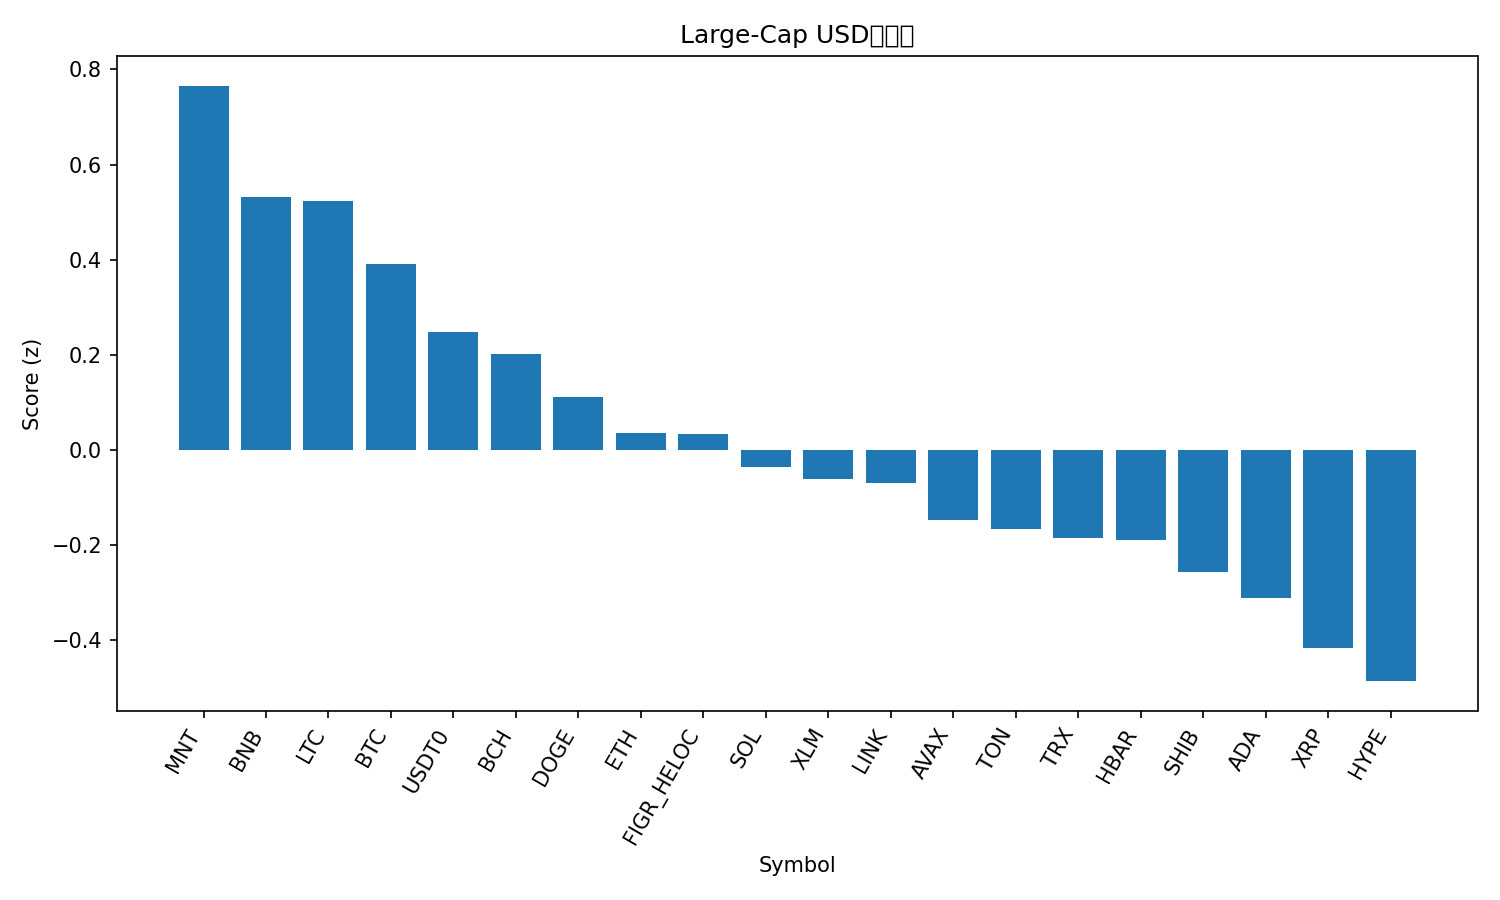 Large-Cap USD
Score (z)
0.8
0.6
0.4
0.2
0.0
−0.2
−0.4
MNT
BNB
LTC
BTC
USDT0
BCH
DOGE
ETH
FIGR_HELOC
SOL
XLM
LINK
AVAX
TON
TRX
HBAR
SHIB
ADA
XRP
HYPE
Symbol